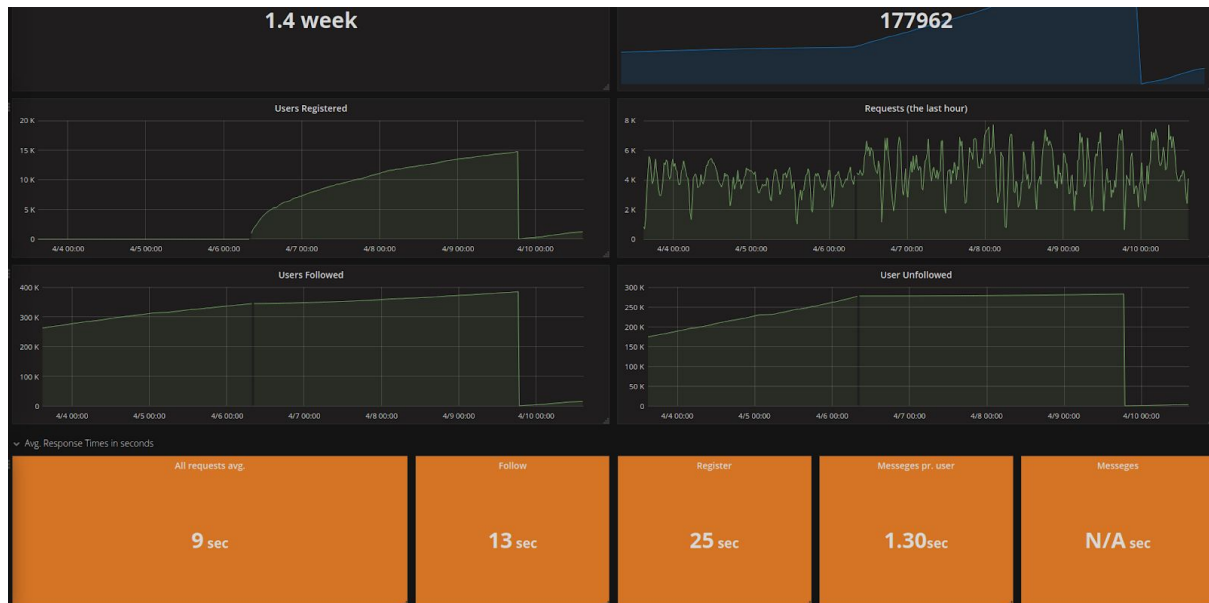 1.4 week
177962
Users Registered
20 K
15 K
10 K
5 K
0
4/4 00:00 4/5 00:00 4/6 00:00 4/7 00:00 4/8 00:00 4/9 00:00 4/10 00:00
Requests (the last hour)
8 K
6 K
4 K
2 K
0
4/4 00:00 4/5 00:00 4/6 00:00 4/7 00:00 4/8 00:00 4/9 00:00 4/10 00:00
Users Followed
400 K
300 K
200 K
100 K
0
4/4 00:00 4/5 00:00 4/6 00:00 4/7 00:00 4/8 00:00 4/9 00:00 4/10 00:00
User Unfollowed
300 K
250 K
200 K
150 K
100 K
50 K
0
4/4 00:00 4/5 00:00 4/6 00:00 4/7 00:00 4/8 00:00 4/9 00:00 4/10 00:00
Avg. Response Times in seconds
All requests avg.
9 sec
Follow
13 sec
Register
25 sec
Messeges pr. user
1.30sec
Messeges
N/A sec